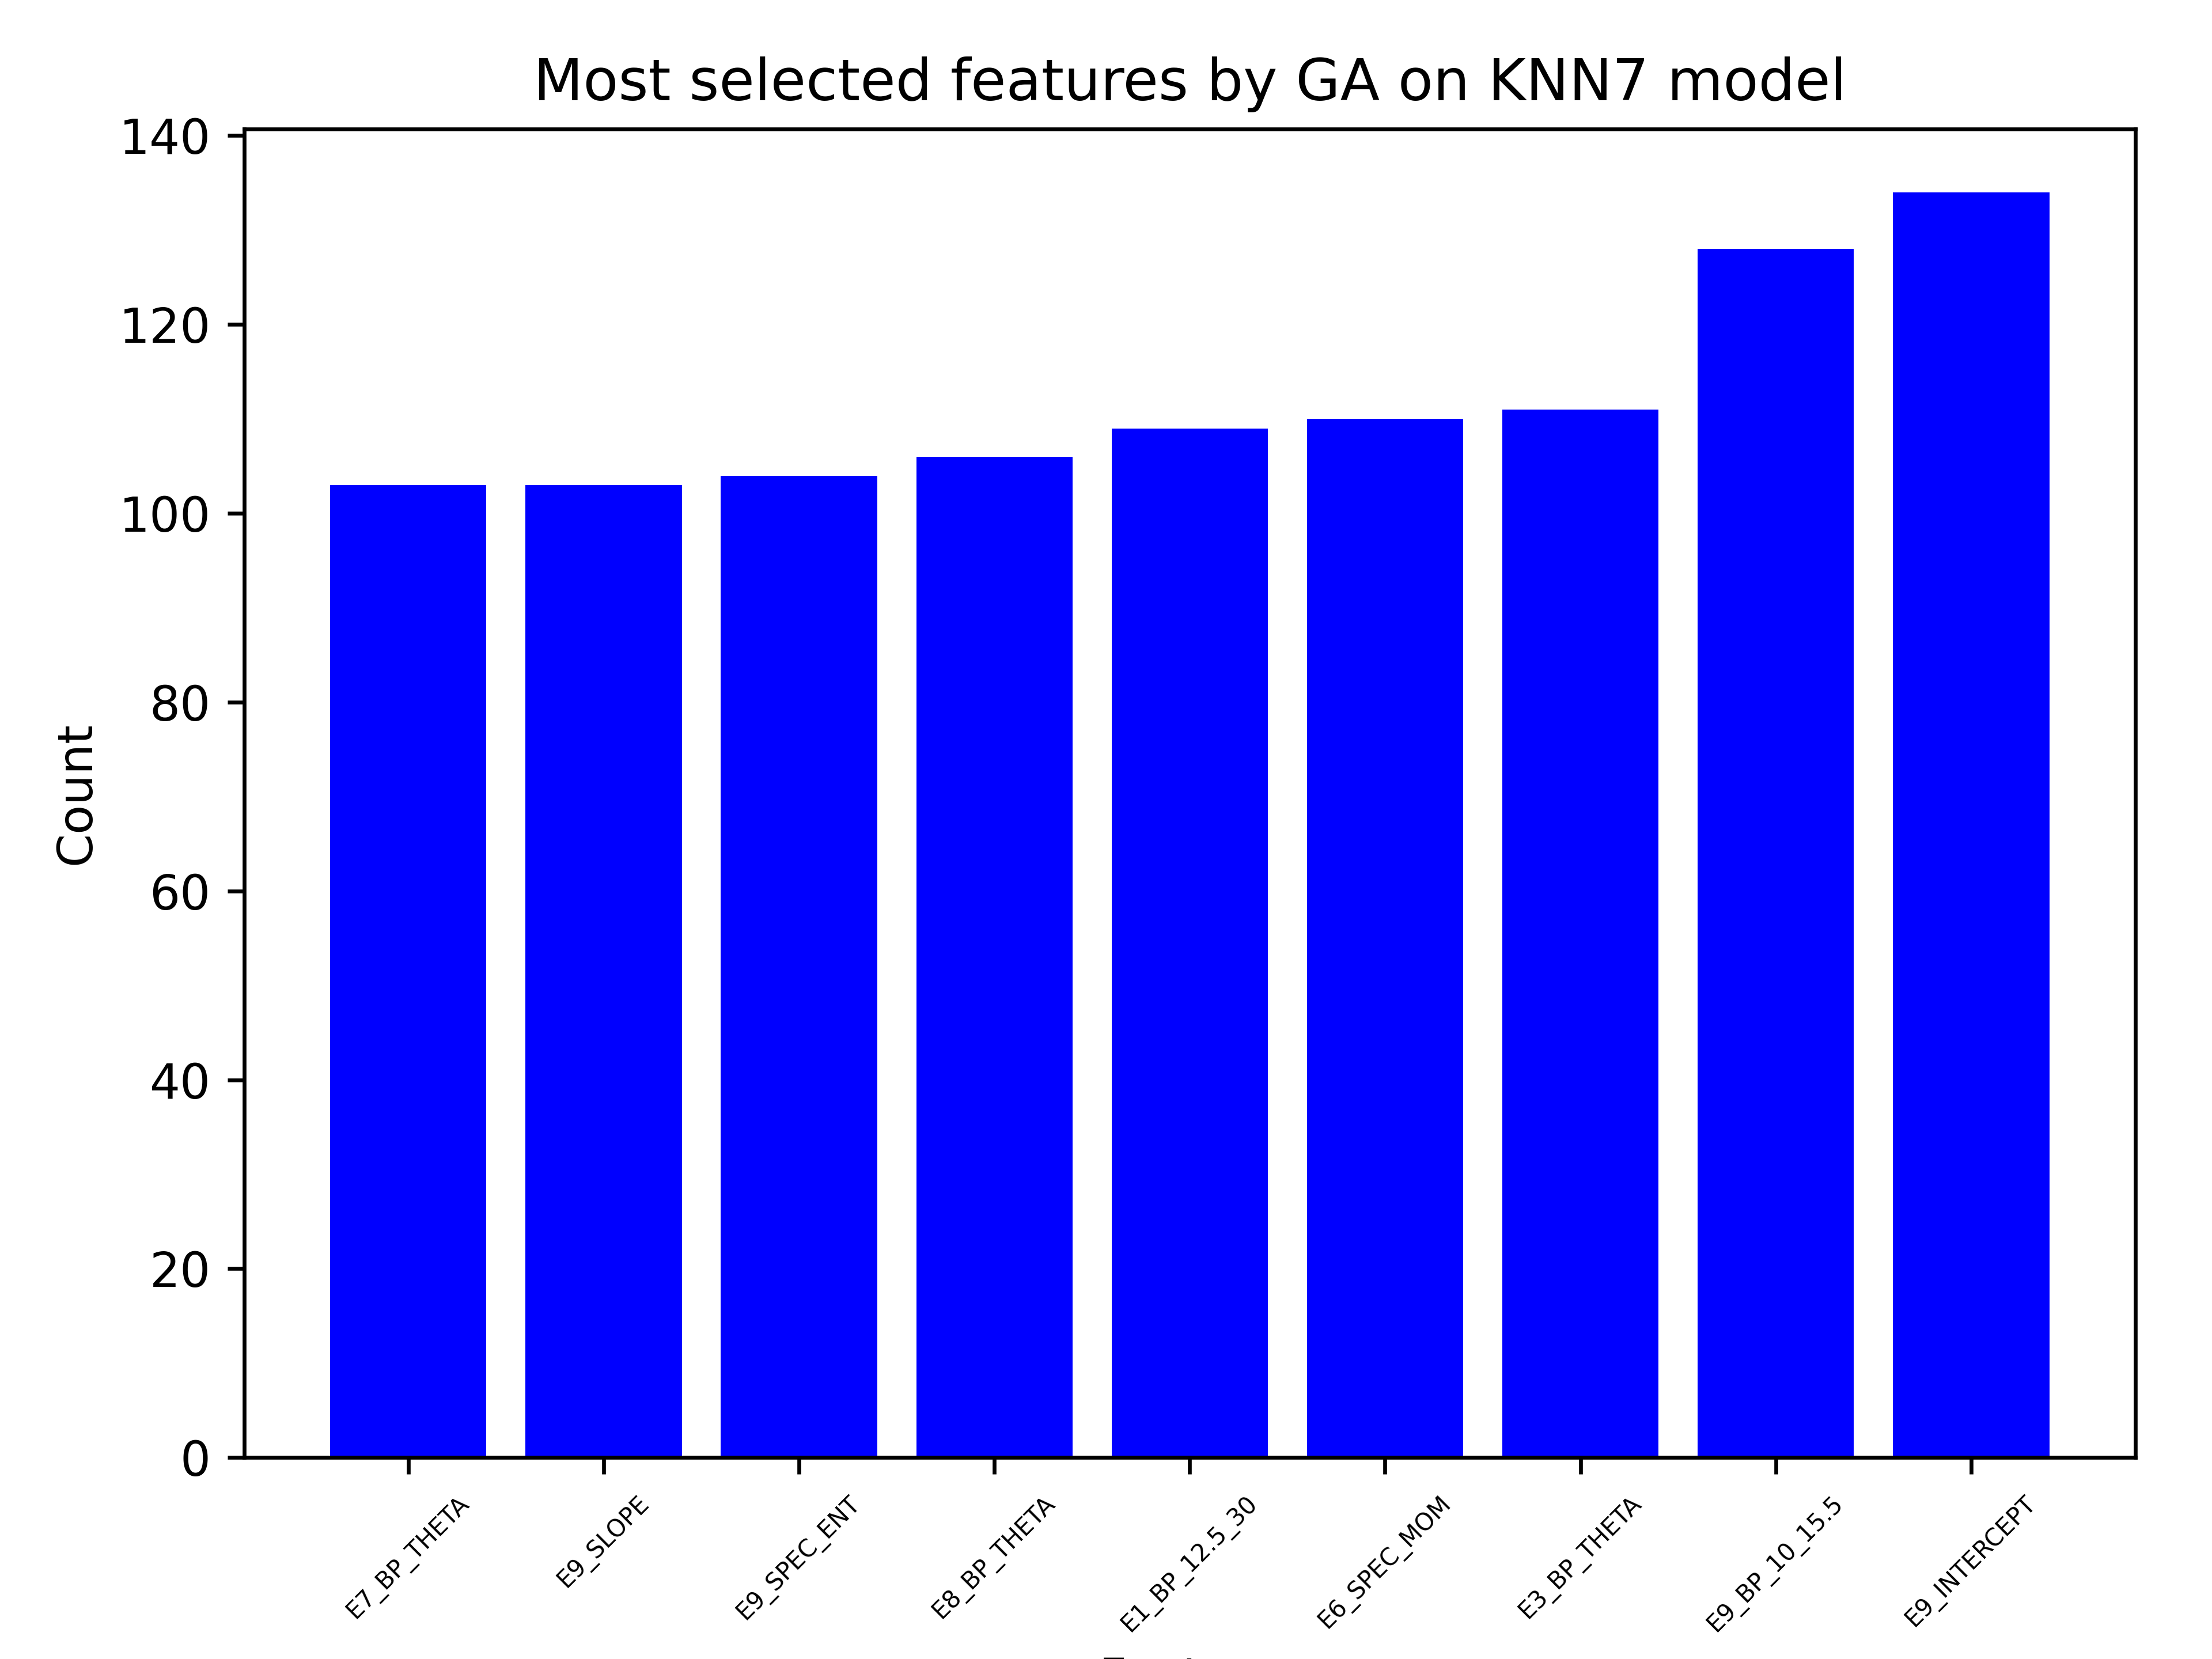 Most selected features by GA on KNN7 model
140
120
100
80
60
40
20
0
Count
E7_BP_THETA
E9_SLOPE
E9_SPEC_ENT
E8_BP_THETA
E1_BP_12.5_30
E6_SPEC_MOM
E3_BP_THETA
E9_BP_10_15.5
E9_INTERCEPT